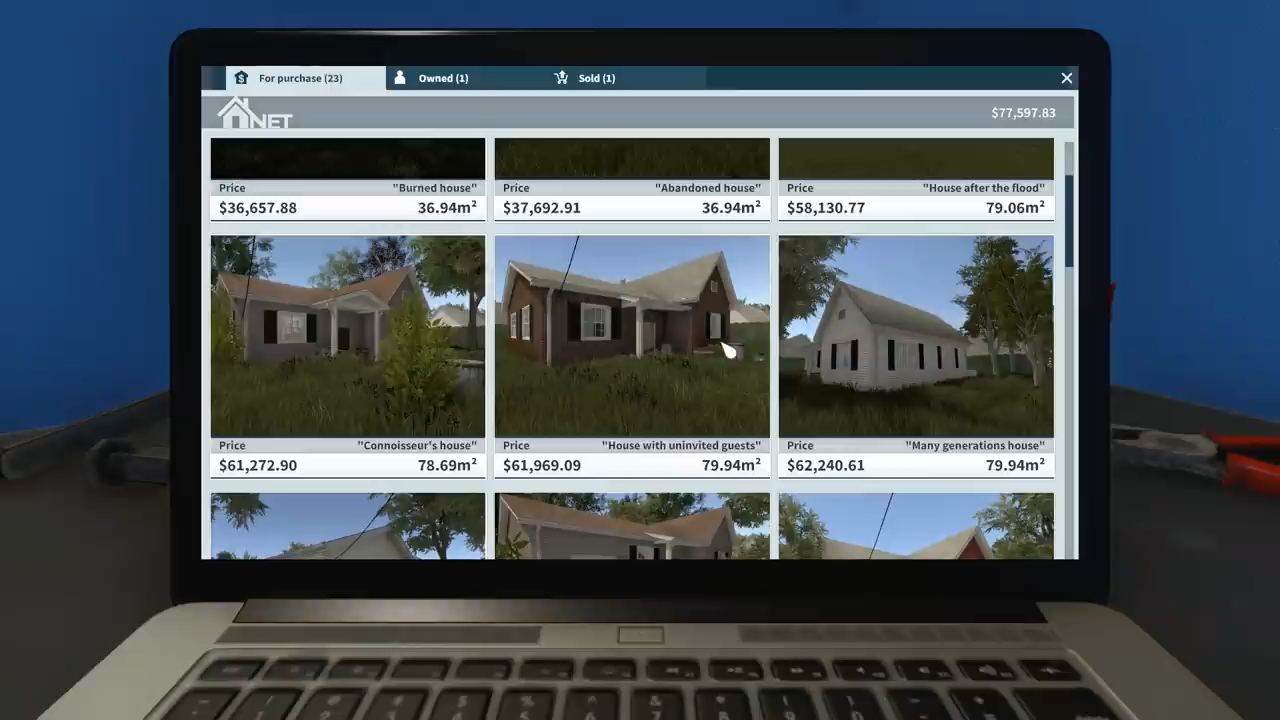 For purchase (23)
Owned (1)
Sold (1)
NET
$77,597.83
Price "Burned house"
$36,657.88 36.94m²
Price "Abandoned house"
$37,692.91 36.94m²
Price "House after the flood"
$58,130.77 79.06m²
Price "Connoisseur's house"
$61,272.90 78.69m²
Price "House with uninvited guests"
$61,969.09 79.94m²
Price "Many generations house"
$62,240.61 79.94m²